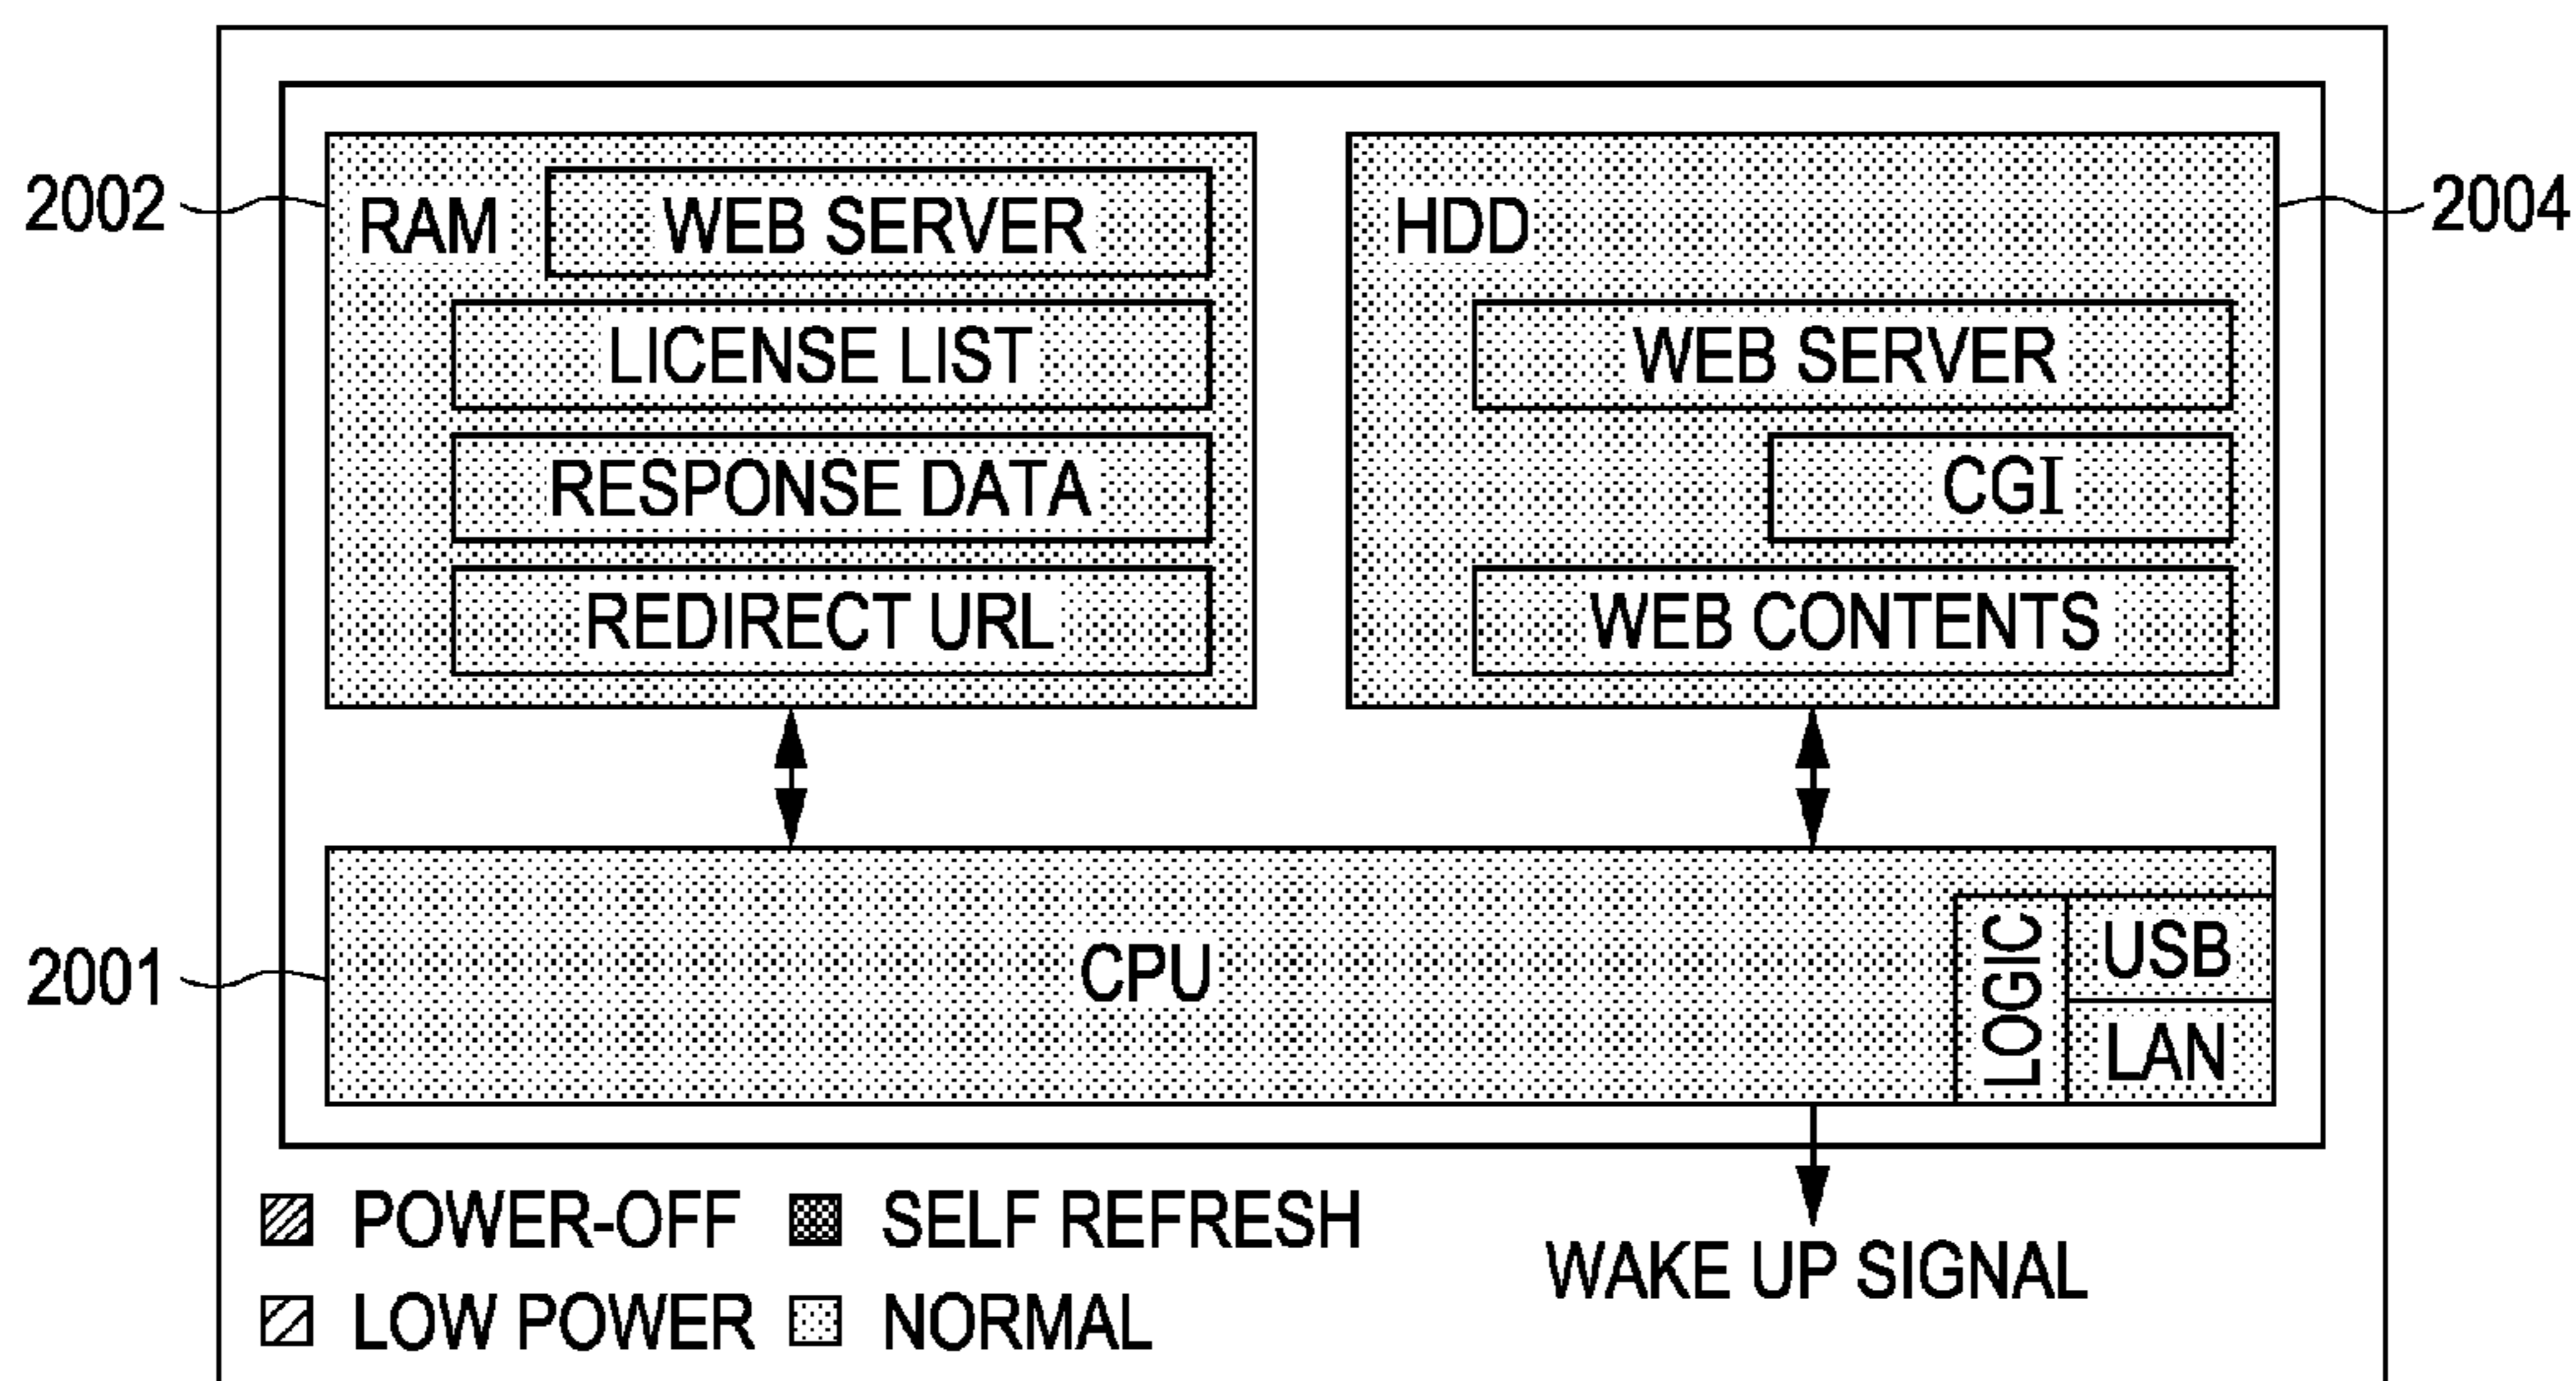 2002
RAM
WEB SERVER
LICENSE LIST
RESPONSE DATA
REDIRECT URL
HDD
2004
WEB SERVER
CGI
WEB CONTENTS
2001
CPU
LOGIC
USB
LAN
POWER-OFF
SELF REFRESH
LOW POWER
NORMAL
WAKE UP SIGNAL